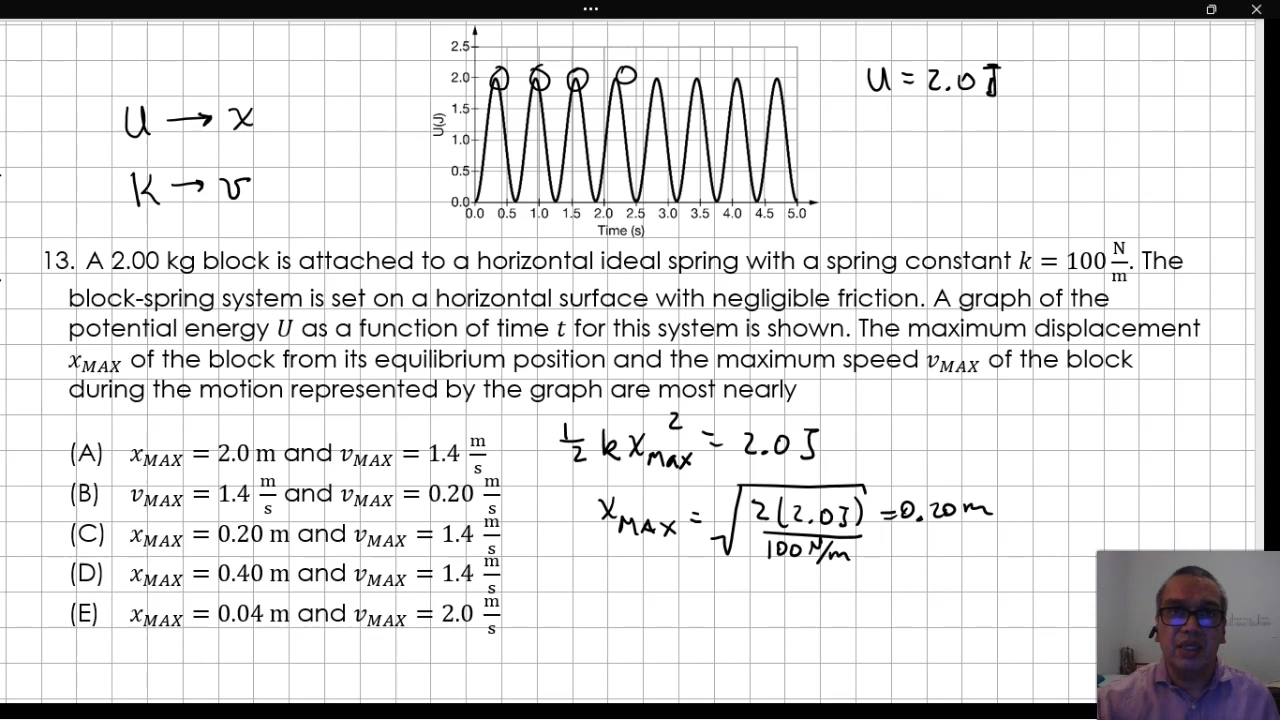 ...
2.5
2.0
1.5
1.0
0.5
0.0
U(J)
0.0 0.5 1.0 1.5 2.0 2.5 3.0 3.5 4.0 4.5 5.0
Time (s)
U = 2.0 J
U → x
K → v
13. A 2.00 kg block is attached to a horizontal ideal spring with a spring constant k = 100 N/m. The
block-spring system is set on a horizontal surface with negligible friction. A graph of the
potential energy U as a function of time t for this system is shown. The maximum displacement
x_MAX of the block from its equilibrium position and the maximum speed v_MAX of the block
during the motion represented by the graph are most nearly
(A) x_MAX = 2.0 m and v_MAX = 1.4 m/s
(B) v_MAX = 1.4 m/s and v_MAX = 0.20 m/s
(C) x_MAX = 0.20 m and v_MAX = 1.4 m/s
(D) x_MAX = 0.40 m and v_MAX = 1.4 m/s
(E) x_MAX = 0.04 m and v_MAX = 2.0 m/s
1/2 k x_max^2 = 2.0 J
x_MAX = √(2(2.0J)/100 N/m) = 0.20 m